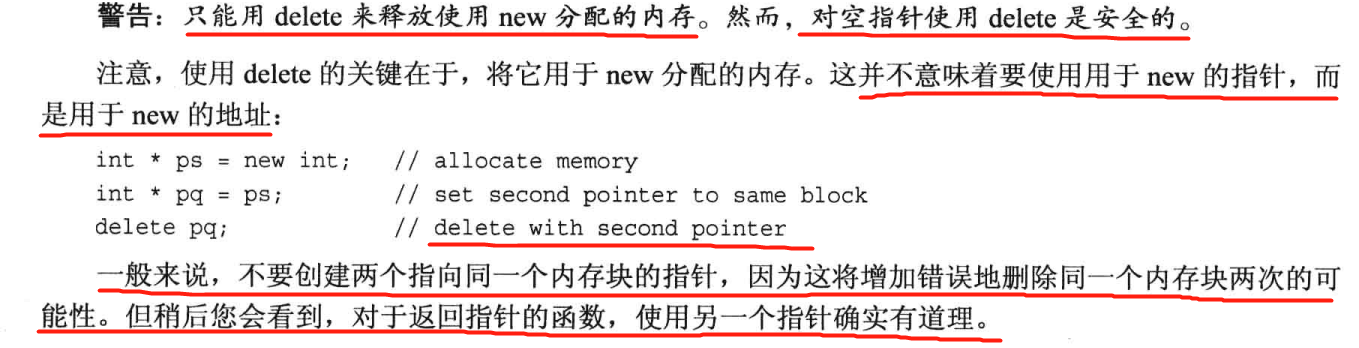 警告：只能用 delete 来释放使用 new 分配的内存。然而，对空指针使用 delete 是安全的。
注意，使用 delete 的关键在于，将它用于 new 分配的内存。这并不意味着要使用用于 new 的指针，而
是用于 new 的地址：
int * ps = new int;   // allocate memory
int * pq = ps;        // set second pointer to same block
delete pq;            // delete with second pointer
一般来说，不要创建两个指向同一个内存块的指针，因为这将增加错误地删除同一个内存块两次的可
能性。但稍后您会看到，对于返回指针的函数，使用另一个指针确实有道理。